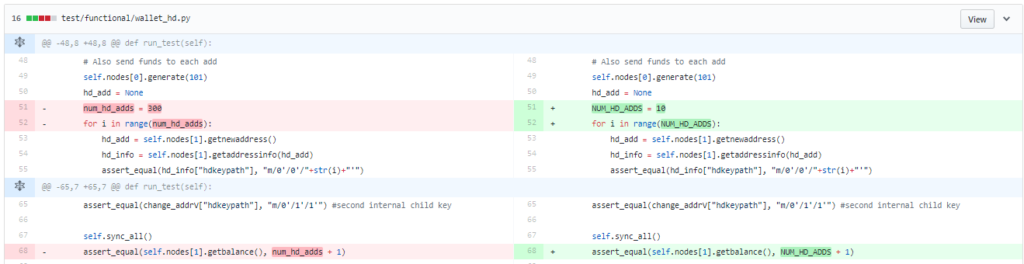 16 test/functional/wallet_hd.py View
@@ -48,8 +48,8 @@ def run_test(self):
48 # Also send funds to each add 48 # Also send funds to each add
49 self.nodes[0].generate(101) 49 self.nodes[0].generate(101)
50 hd_add = None 50 hd_add = None
51 - num_hd_adds = 300 51 + NUM_HD_ADDS = 10
52 - for i in range(num_hd_adds): 52 + for i in range(NUM_HD_ADDS):
53 hd_add = self.nodes[1].getnewaddress() 53 hd_add = self.nodes[1].getnewaddress()
54 hd_info = self.nodes[1].getaddressinfo(hd_add) 54 hd_info = self.nodes[1].getaddressinfo(hd_add)
55 assert_equal(hd_info["hdkeypath"], "m/0'/0'/"+str(i)+"'") 55 assert_equal(hd_info["hdkeypath"], "m/0'/0'/"+str(i)+"'")
@@ -65,7 +65,7 @@ def run_test(self):
65 assert_equal(change_addrV["hdkeypath"], "m/0'/1'/1'") #second internal child key 65 assert_equal(change_addrV["hdkeypath"], "m/0'/1'/1'") #second internal child key
66 66
67 self.sync_all() 67 self.sync_all()
68 - assert_equal(self.nodes[1].getbalance(), num_hd_adds + 1) 68 + assert_equal(self.nodes[1].getbalance(), NUM_HD_ADDS + 1)